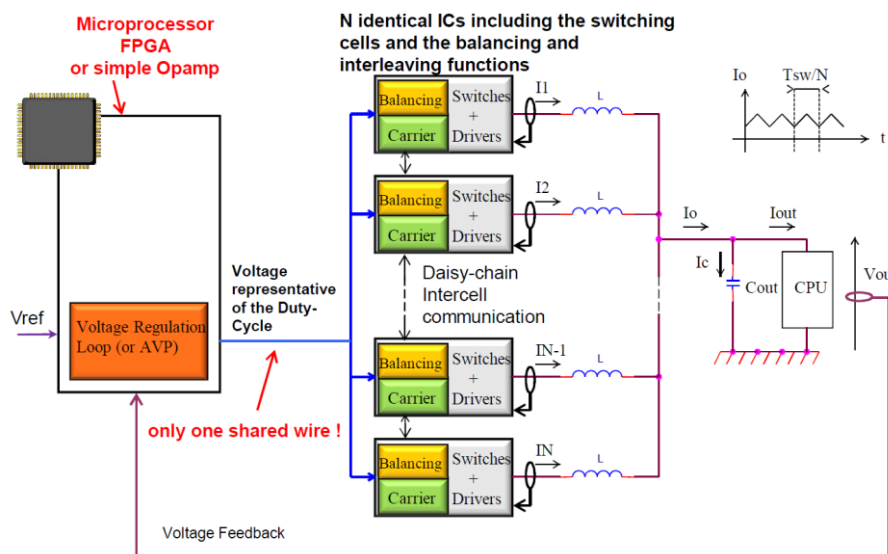 Microprocessor
FPGA
or simple Opamp
N identical ICs including the switching
cells and the balancing and
interleaving functions
Balancing
Carrier
Switches
+
Drivers
I1
L
Balancing
Carrier
Switches
+
Drivers
I2
L
Io
Tsw/N
t
Vref
Voltage Regulation
Loop (or AVP)
Voltage
representative
of the Duty-
Cycle
only one shared wire !
Daisy-chain
Intercell
communication
Io
Iout
Ic
Cout
CPU
Balancing
Carrier
Switches
+
Drivers
IN-1
L
Balancing
Carrier
Switches
+
Drivers
IN
L
Voltage Feedback